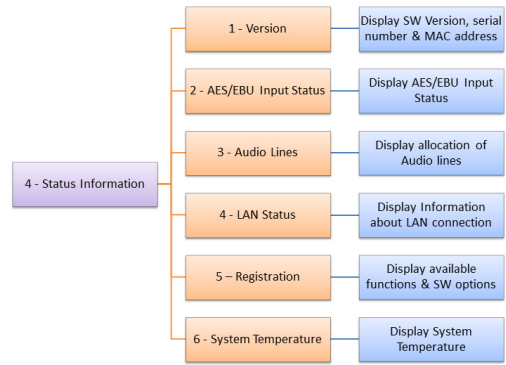 1 - Version
Display SW Version, serial
number & MAC address
2 - AES/EBU Input Status
Display AES/EBU Input
Status
3 - Audio Lines
Display allocation of
Audio lines
4 - Status Information
4 - LAN Status
Display Information
about LAN connection
5 – Registration
Display available
functions & SW options
6 - System Temperature
Display System
Temperature